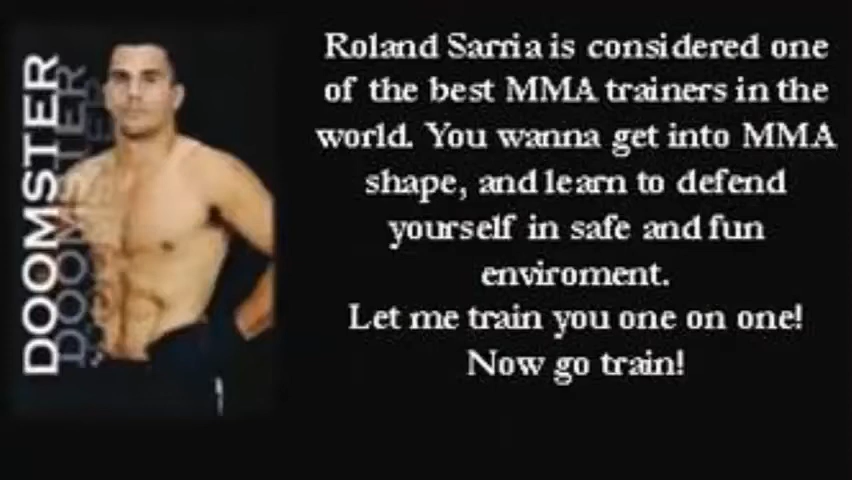 DOOMSTER
DOOMSTER
Roland Sarria is considered one
of the best MMA trainers in the
world. You wanna get into MMA
shape, and learn to defend
yourself in safe and fun
enviroment.
Let me train you one on one!
Now go train!